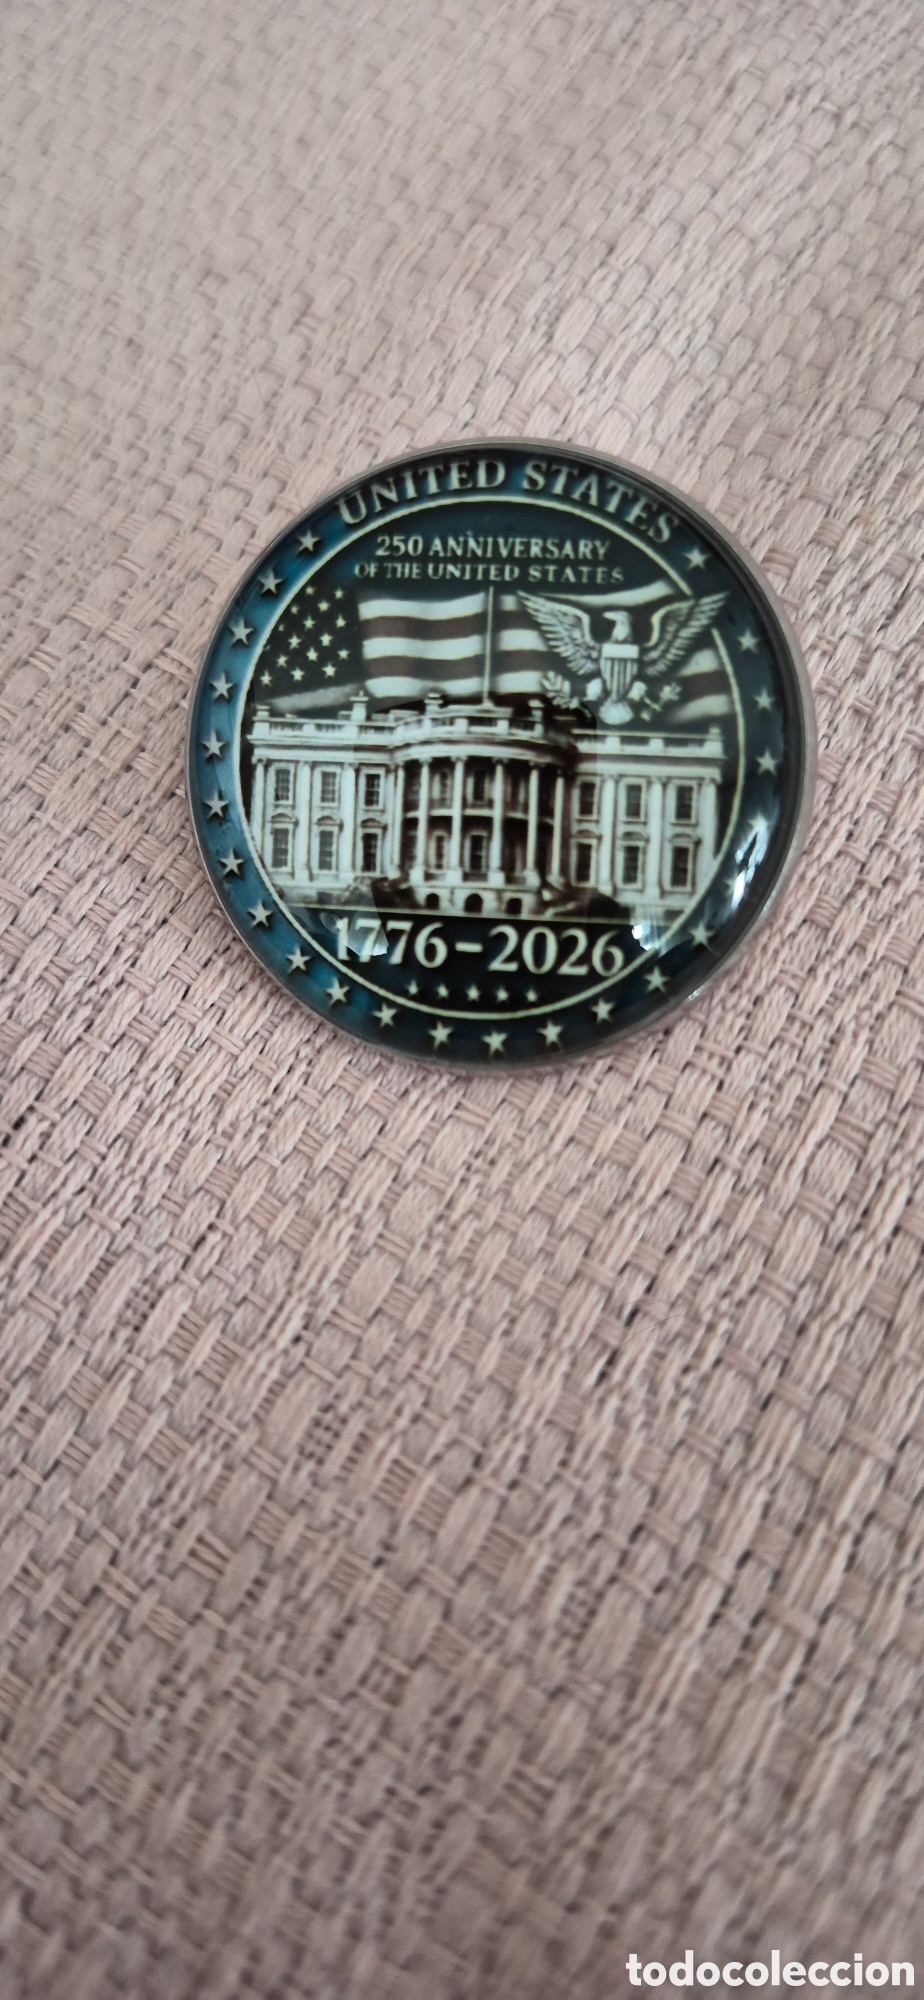 UNITED STATES
250 ANNIVERSARY
OF THE UNITED STATES
1776-2026
todocoleccion